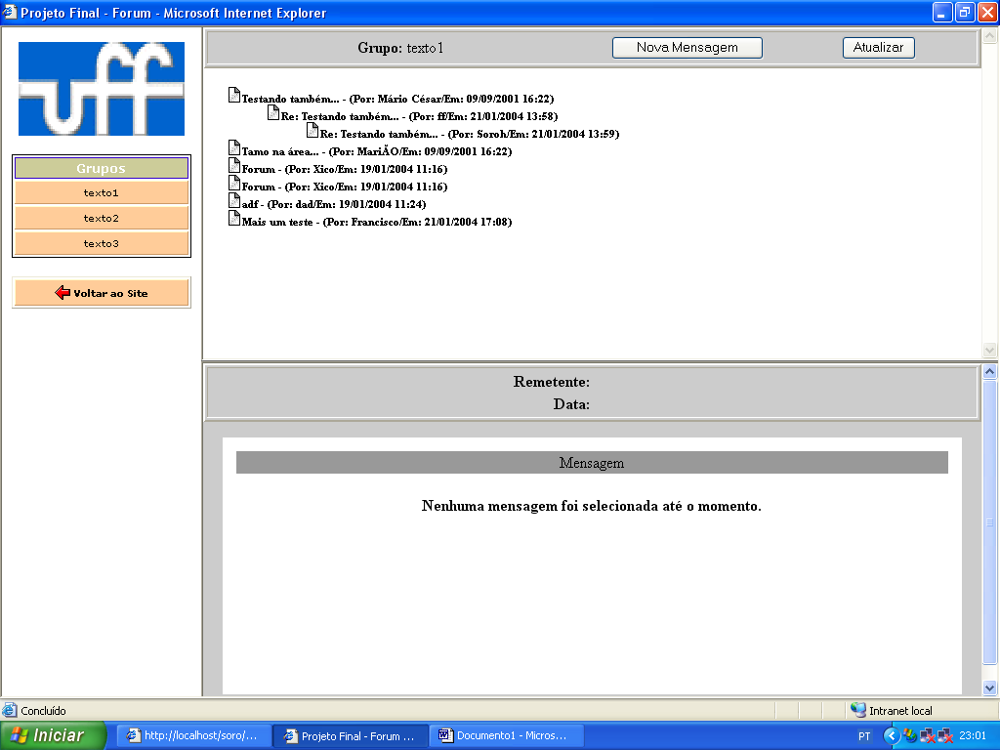 Projeto Final - Forum - Microsoft Internet Explorer
uff
Grupos
texto1
texto2
texto3
Voltar ao Site
Grupo: texto1
Nova Mensagem
Atualizar
Testando também... - (Por: Mário César/Em: 09/09/2001 16:22)
Re: Testando também... - (Por: ff/Em: 21/01/2004 13:58)
Re: Testando também... - (Por: Soroh/Em: 21/01/2004 13:59)
Tamo na área... - (Por: MariÃO/Em: 09/09/2001 16:22)
Forum - (Por: Xico/Em: 19/01/2004 11:16)
Forum - (Por: Xico/Em: 19/01/2004 11:16)
adf - (Por: dad/Em: 19/01/2004 11:24)
Mais um teste - (Por: Francisco/Em: 21/01/2004 17:08)
Remetente:
Data:
Mensagem
Nenhuma mensagem foi selecionada até o momento.
Concluído
Intranet local
Iniciar
http://localhost/soro/...
Projeto Final - Forum ...
Documento1 - Micros...
PT
23:01